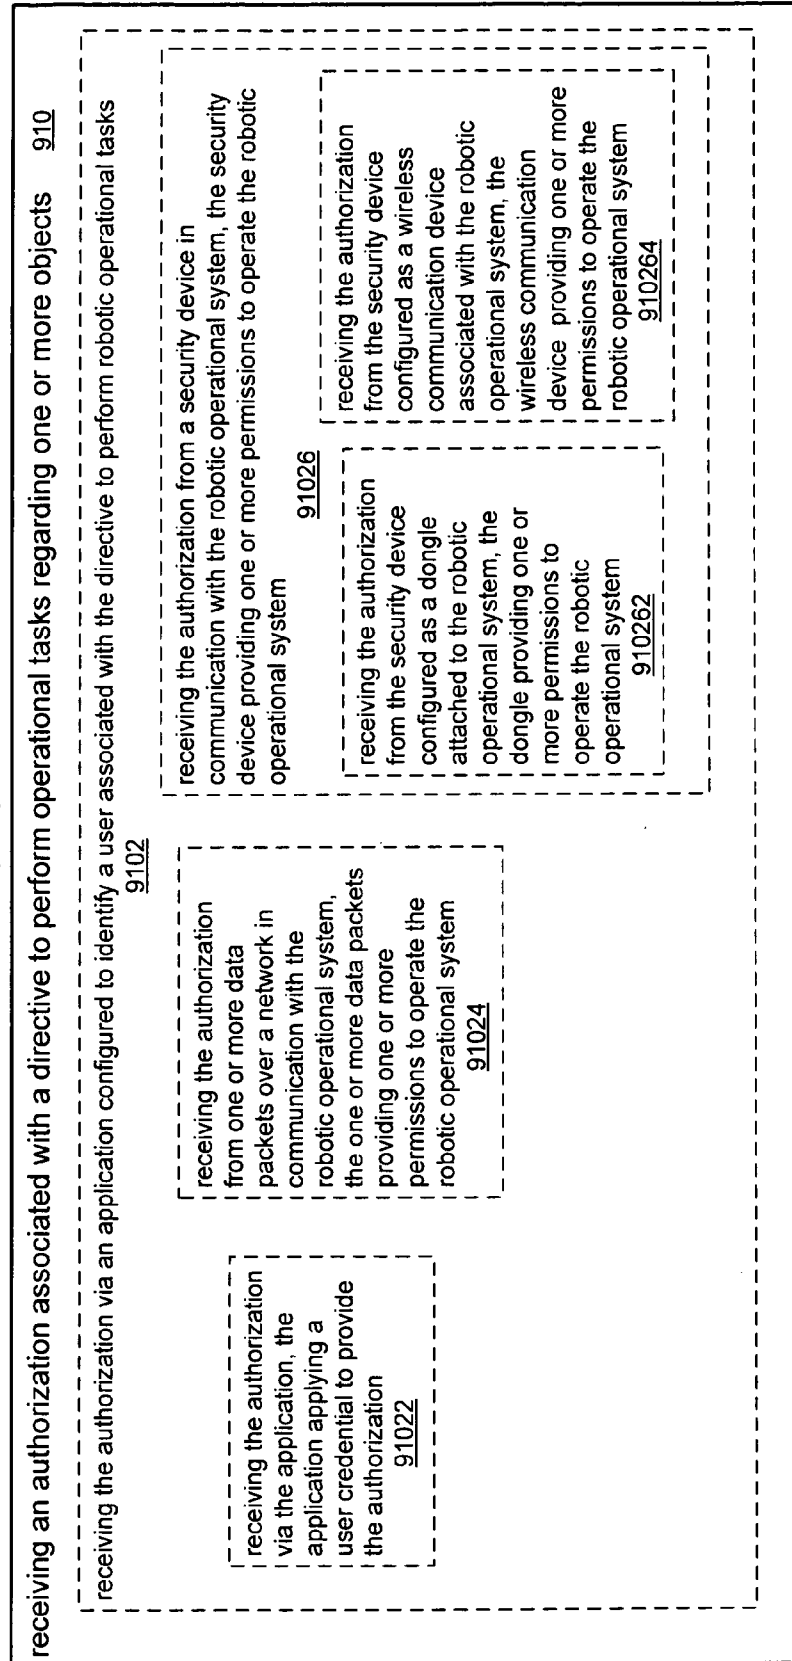 receiving an authorization associated with a directive to perform operational tasks regarding one or more objects 910
receiving the authorization via an application configured to identify a user associated with the directive to perform robotic operational tasks
9102
receiving the authorization
via the application, the
application applying a
user credential to provide
the authorization
91022
receiving the authorization
from one or more data
packets over a network in
communication with the
robotic operational system,
the one or more data packets
providing one or more
permissions to operate the
robotic operational system
91024
receiving the authorization from a security device in
communication with the robotic operational system, the security
device providing one or more permissions to operate the robotic
operational system
91026
receiving the authorization
from the security device
configured as a dongle
attached to the robotic
operational system, the
dongle providing one or
more permissions to
operate the robotic
operational system
910262
receiving the authorization
from the security device
configured as a wireless
communication device
associated with the robotic
operational system, the
wireless communication
device providing one or more
permissions to operate the
robotic operational system
910264